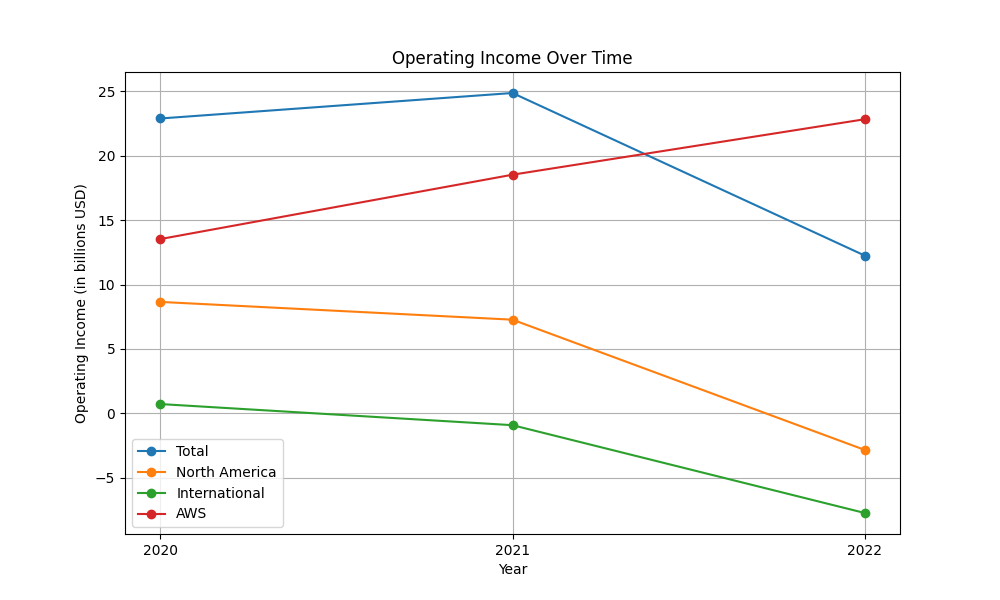 Operating Income Over Time
Operating Income (in billions USD)
25
20
15
10
5
0
−5
Total
North America
International
AWS
2020 2021 2022
Year